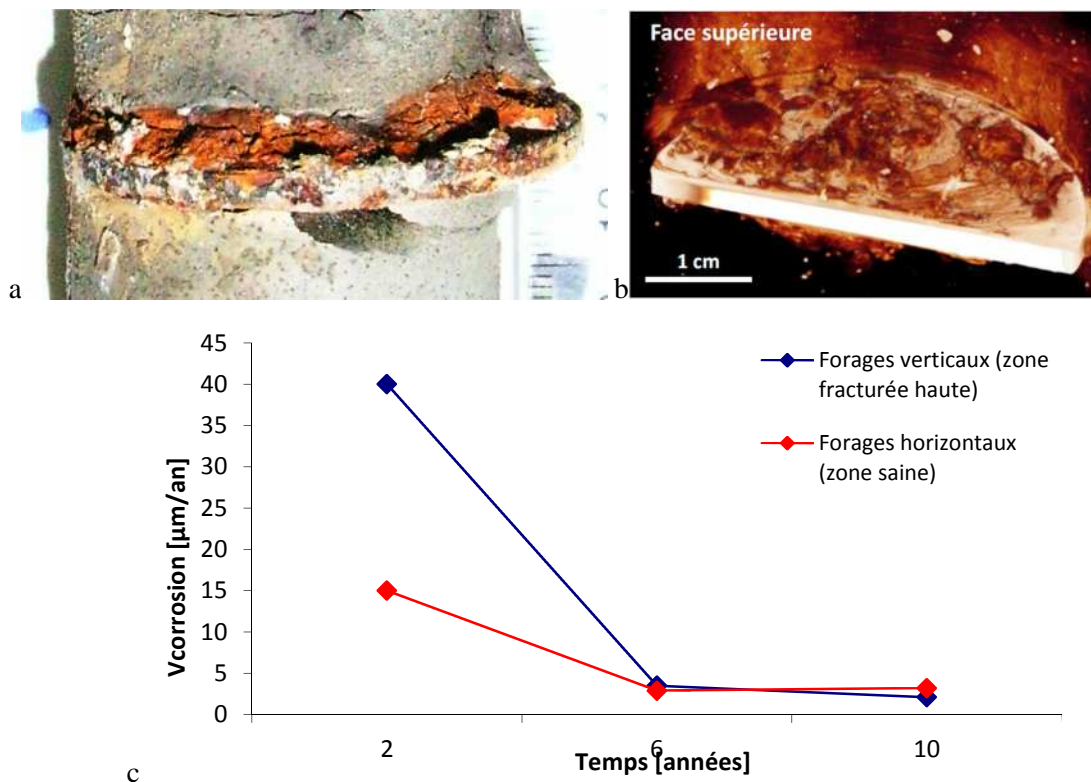 Face supérieure
1 cm
a
b
45
40
35
30
25
20
15
10
5
0
Vcorrosion [µm/an]
Forages verticaux (zone
fracturée haute)
Forages horizontaux
(zone saine)
2
6
10
Temps [années]
c